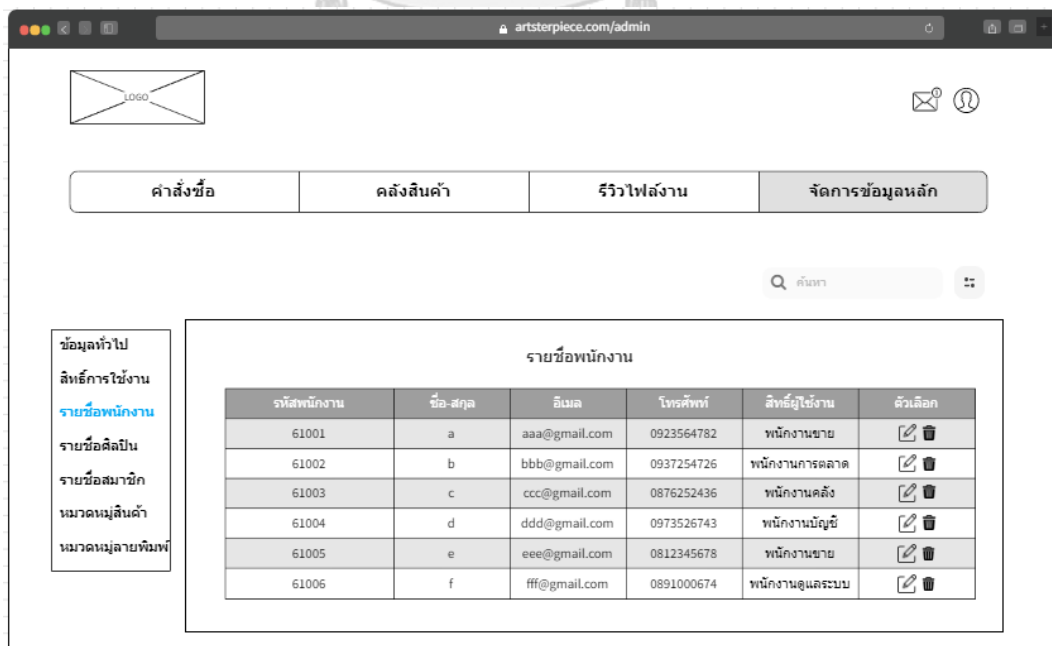 artsterpiece.com/admin
LOGO
คำสั่งซื้อ คลังสินค้า รีวิวไฟล์งาน จัดการข้อมูลหลัก
ค้นหา
ข้อมูลทั่วไป
สิทธิ์การใช้งาน
รายชื่อพนักงาน
รายชื่อศิลปิน
รายชื่อสมาชิก
หมวดหมู่สินค้า
หมวดหมู่ลายพิมพ์
รายชื่อพนักงาน
รหัสพนักงาน ชื่อ-สกุล อีเมล โทรศัพท์ สิทธิ์ผู้ใช้งาน ตัวเลือก
61001 a aaa@gmail.com 0923564782 พนักงานขาย
61002 b bbb@gmail.com 0937254726 พนักงานการตลาด
61003 c ccc@gmail.com 0876252436 พนักงานคลัง
61004 d ddd@gmail.com 0973526743 พนักงานบัญชี
61005 e eee@gmail.com 0812345678 พนักงานขาย
61006 f fff@gmail.com 0891000674 พนักงานดูแลระบบ